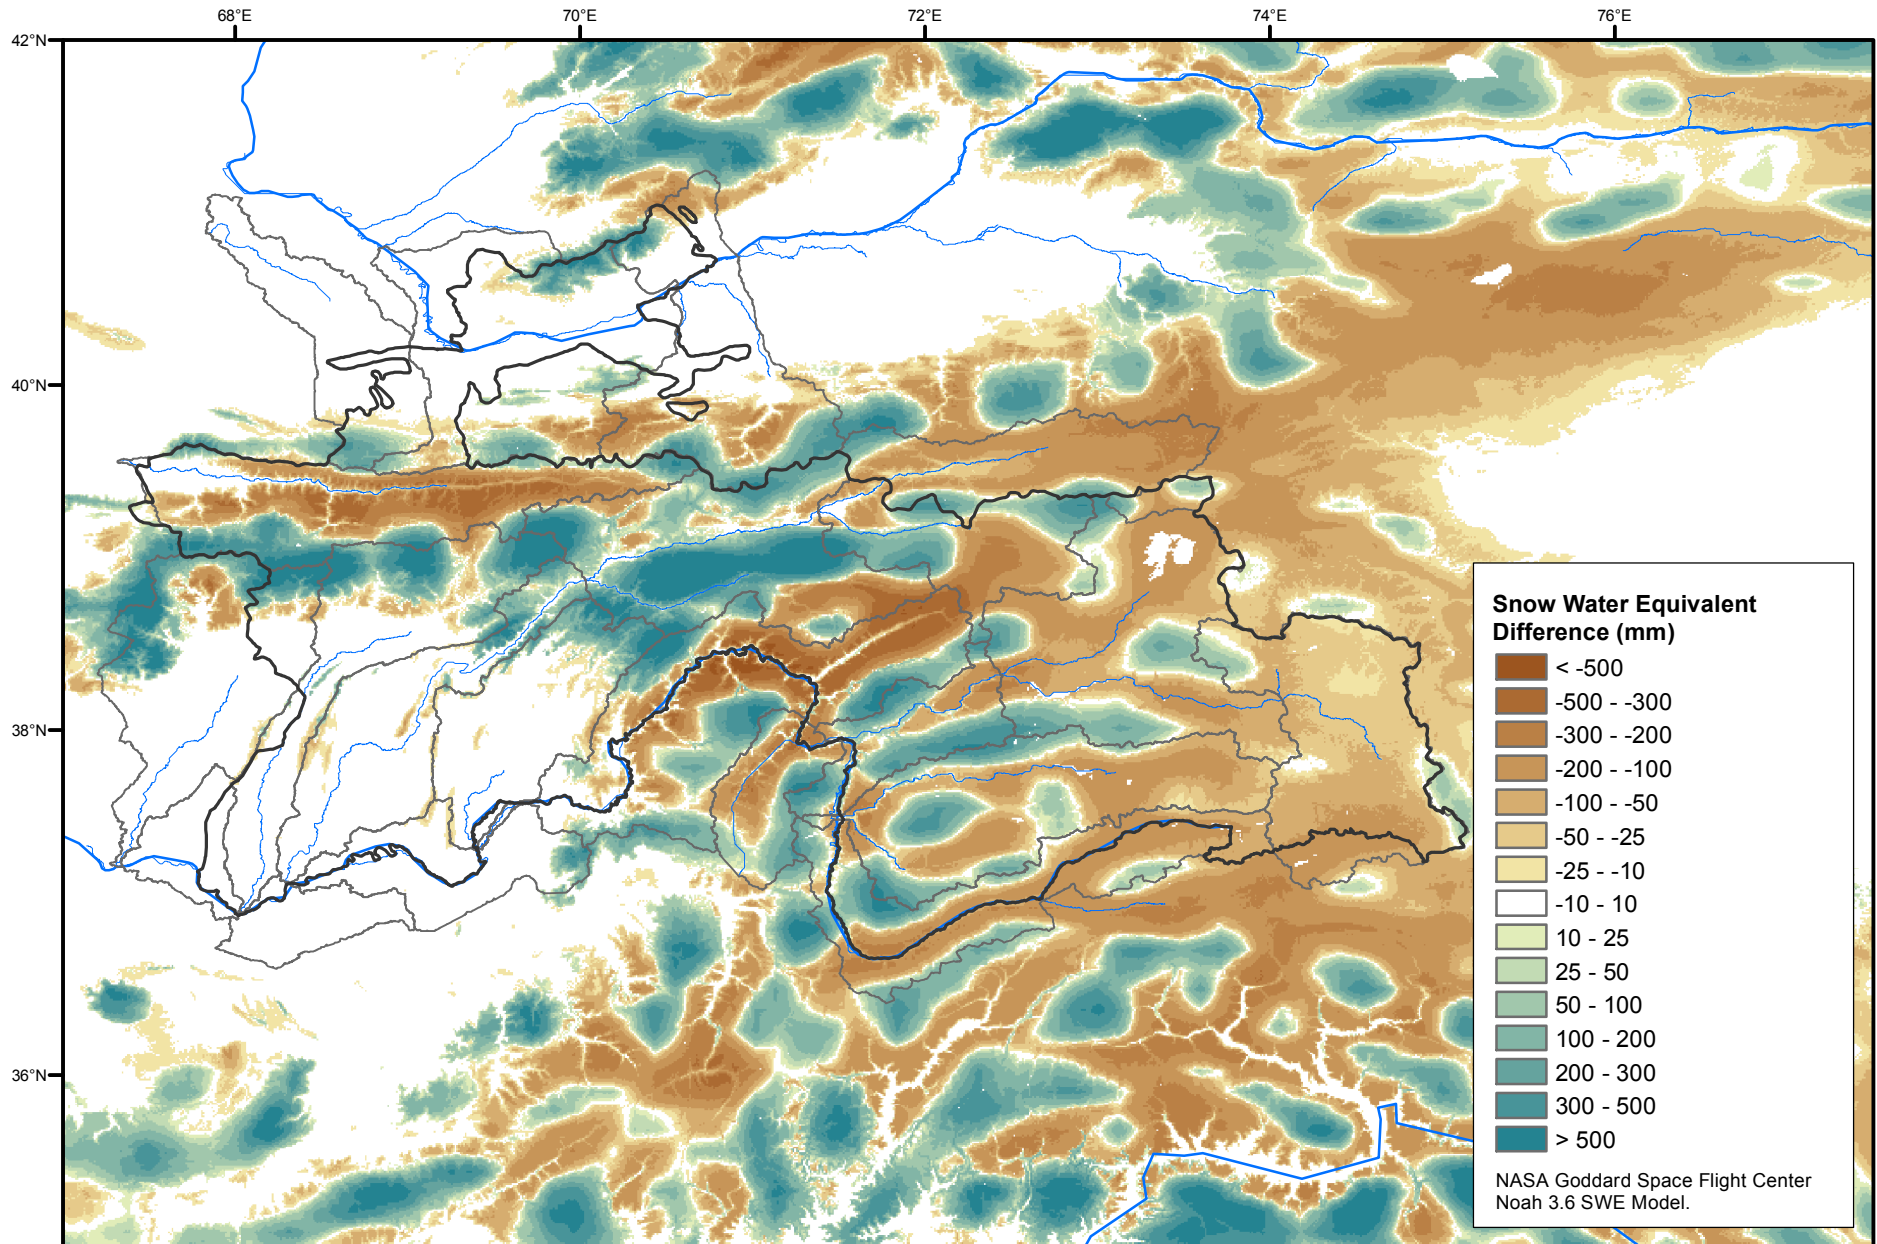 68°E 70°E 72°E 74°E 76°E
42°N
40°N
38°N
36°N
Snow Water Equivalent
Difference (mm)
< -500
-500 - -300
-300 - -200
-200 - -100
-100 - -50
-50 - -25
-25 - -10
-10 - 10
10 - 25
25 - 50
50 - 100
100 - 200
200 - 300
300 - 500
> 500
NASA Goddard Space Flight Center
Noah 3.6 SWE Model.